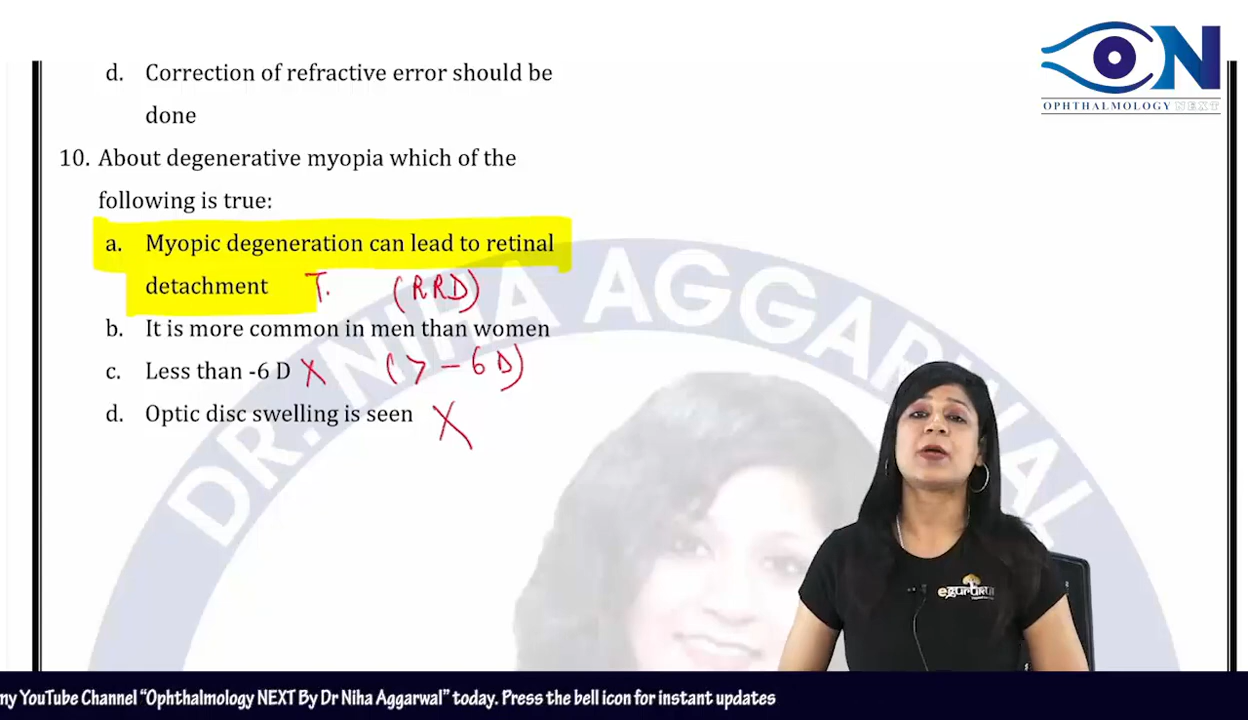 ON
OPHTHALMOLOGY NEXT
d. Correction of refractive error should be
done
10. About degenerative myopia which of the
following is true:
a. Myopic degeneration can lead to retinal
detachment T. (RRD)
b. It is more common in men than women
c. Less than -6 D X (> -6 D)
d. Optic disc swelling is seen X
DR. NIHA AGGARWAL
egurukul
my YouTube Channel “Ophthalmology NEXT By Dr Niha Aggarwal” today. Press the bell icon for instant updates